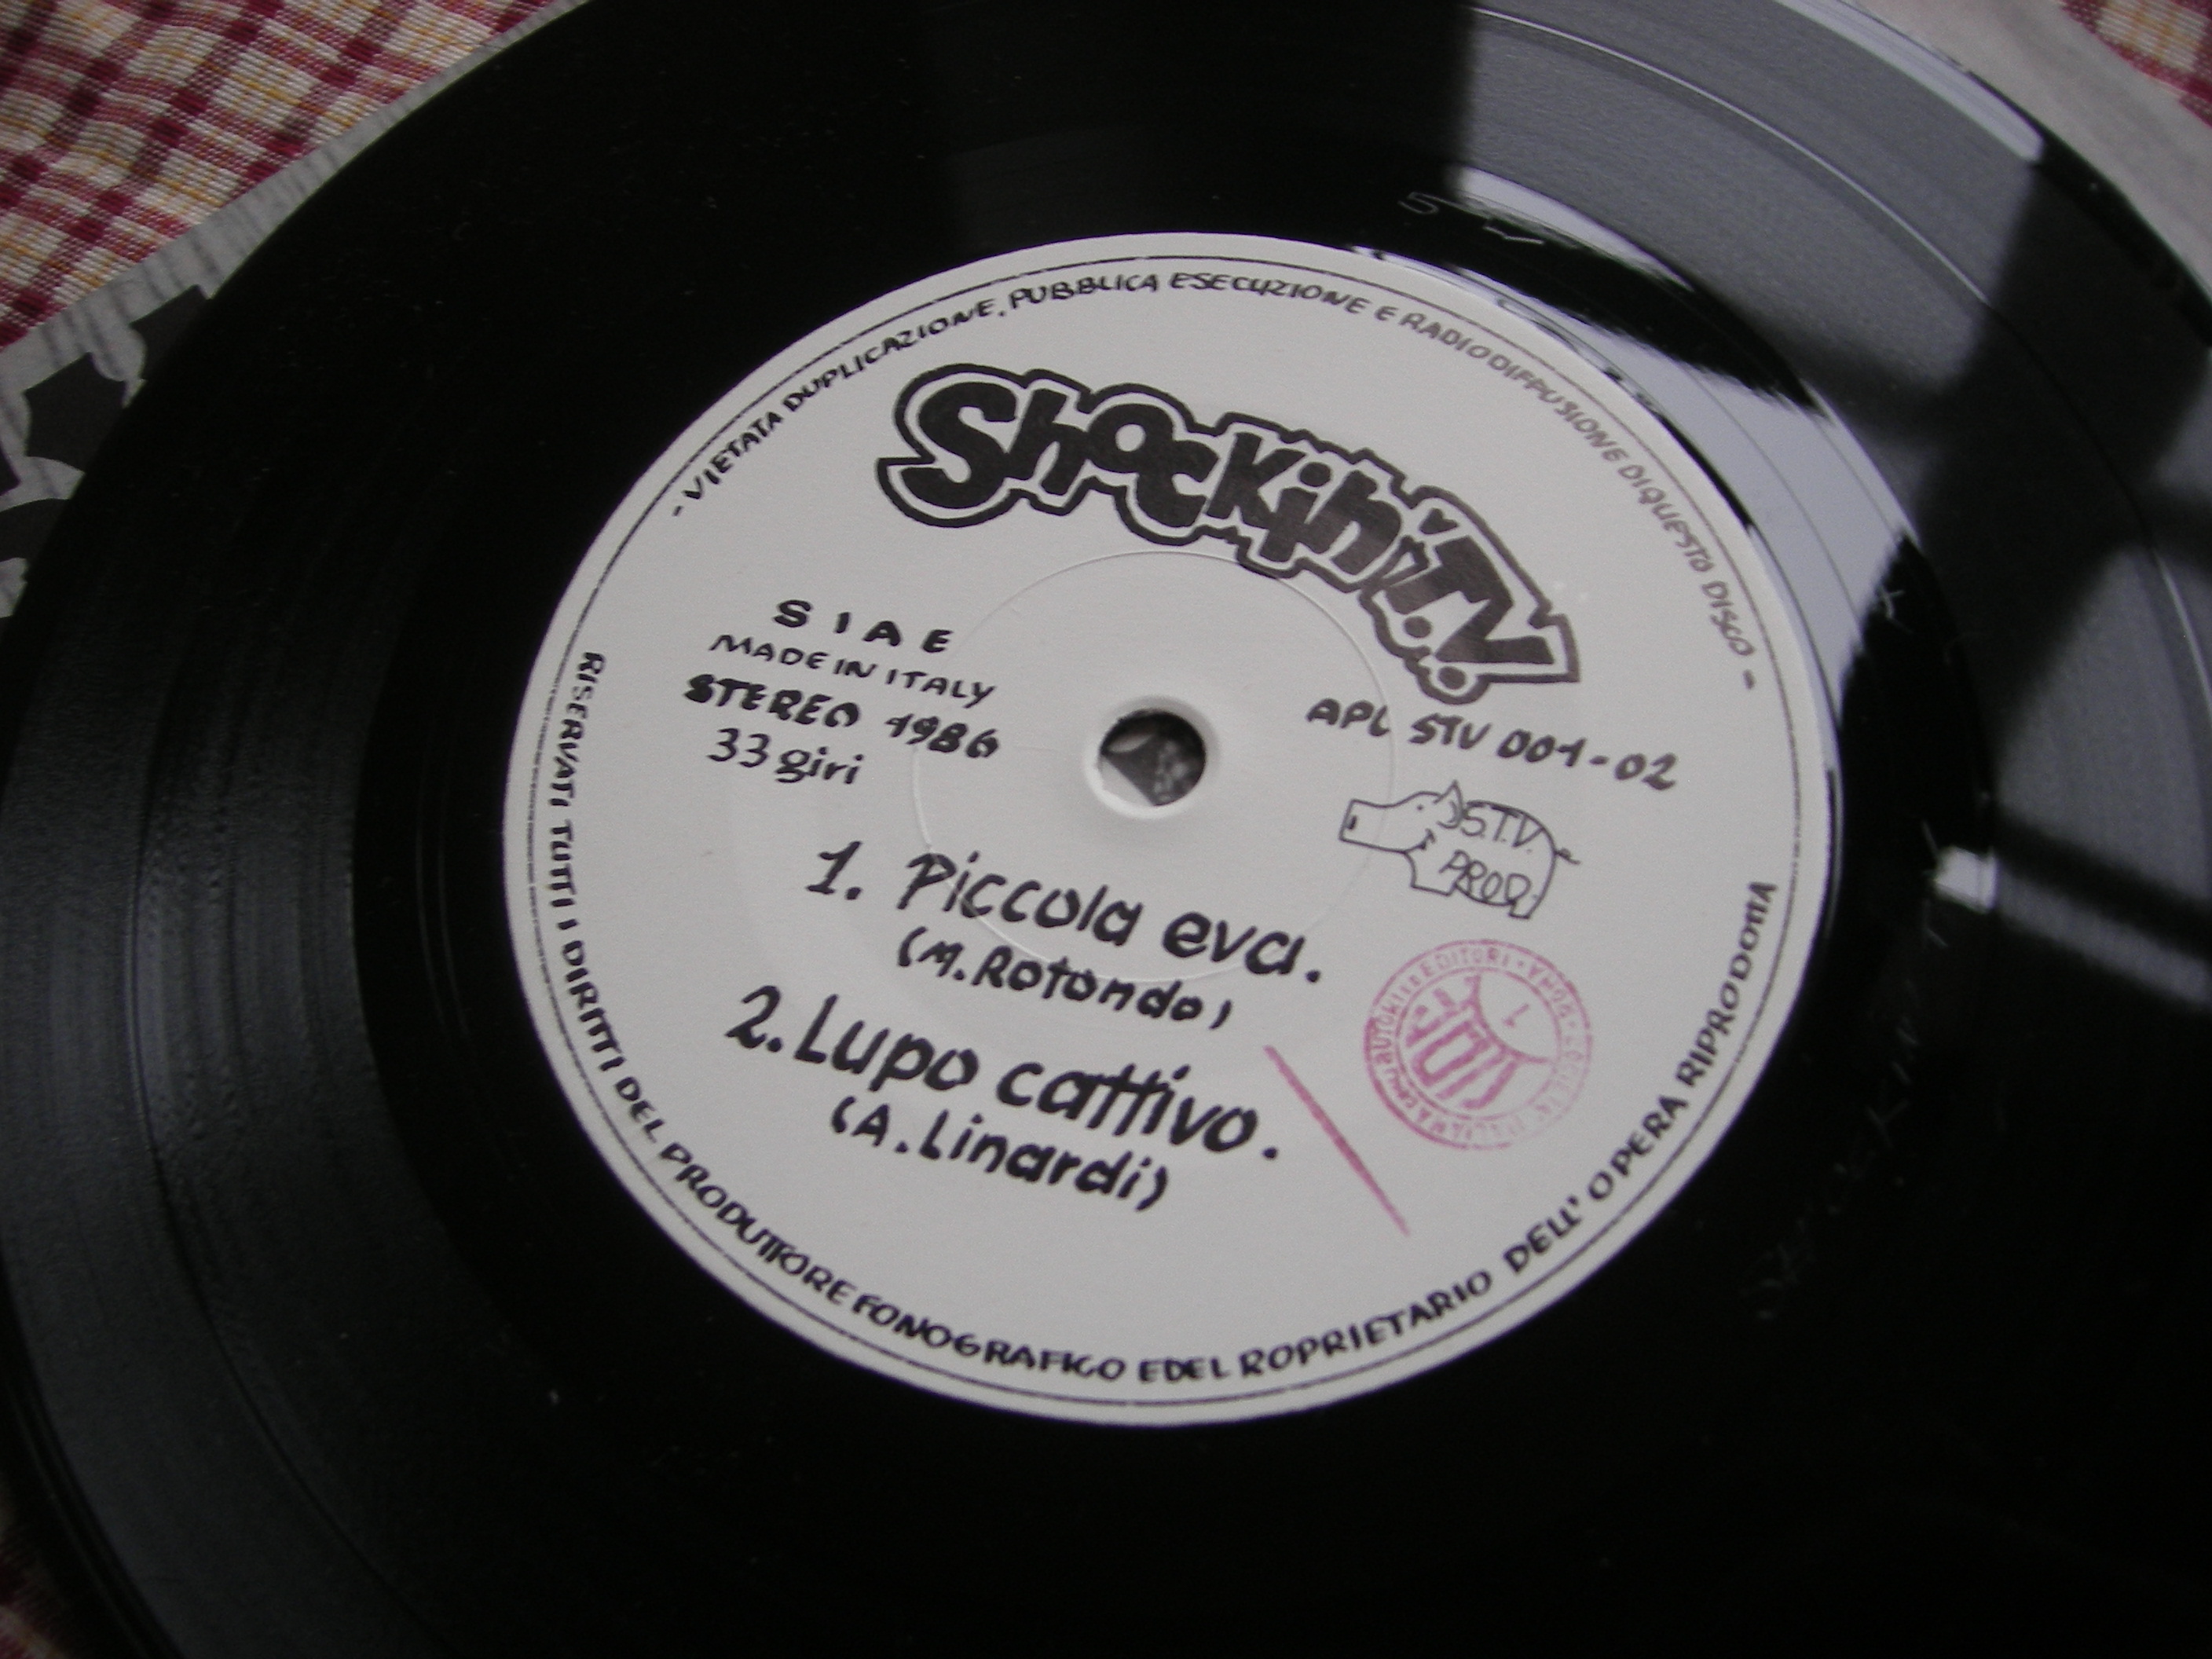 - VIETATA DUPLICAZIONE, PUBBLICA ESECUZIONE E RADIODIFFUSIONE DI QUESTO DISCO -
Shockin' T.V.
S I A E
MADE IN ITALY
STEREO 1986
33 giri
APL STV 001-02
S.T.V.
PROD.
1. Piccola eva.
(M. Rotondo)
2. Lupo cattivo.
(A. Linardi)
EDITORI · ROMA ·
RISERVATI TUTTI I DIRITTI DEL PRODUTTORE FONOGRAFICO E DEL ROPRIETARIO DELL' OPERA RIPRODOTTA